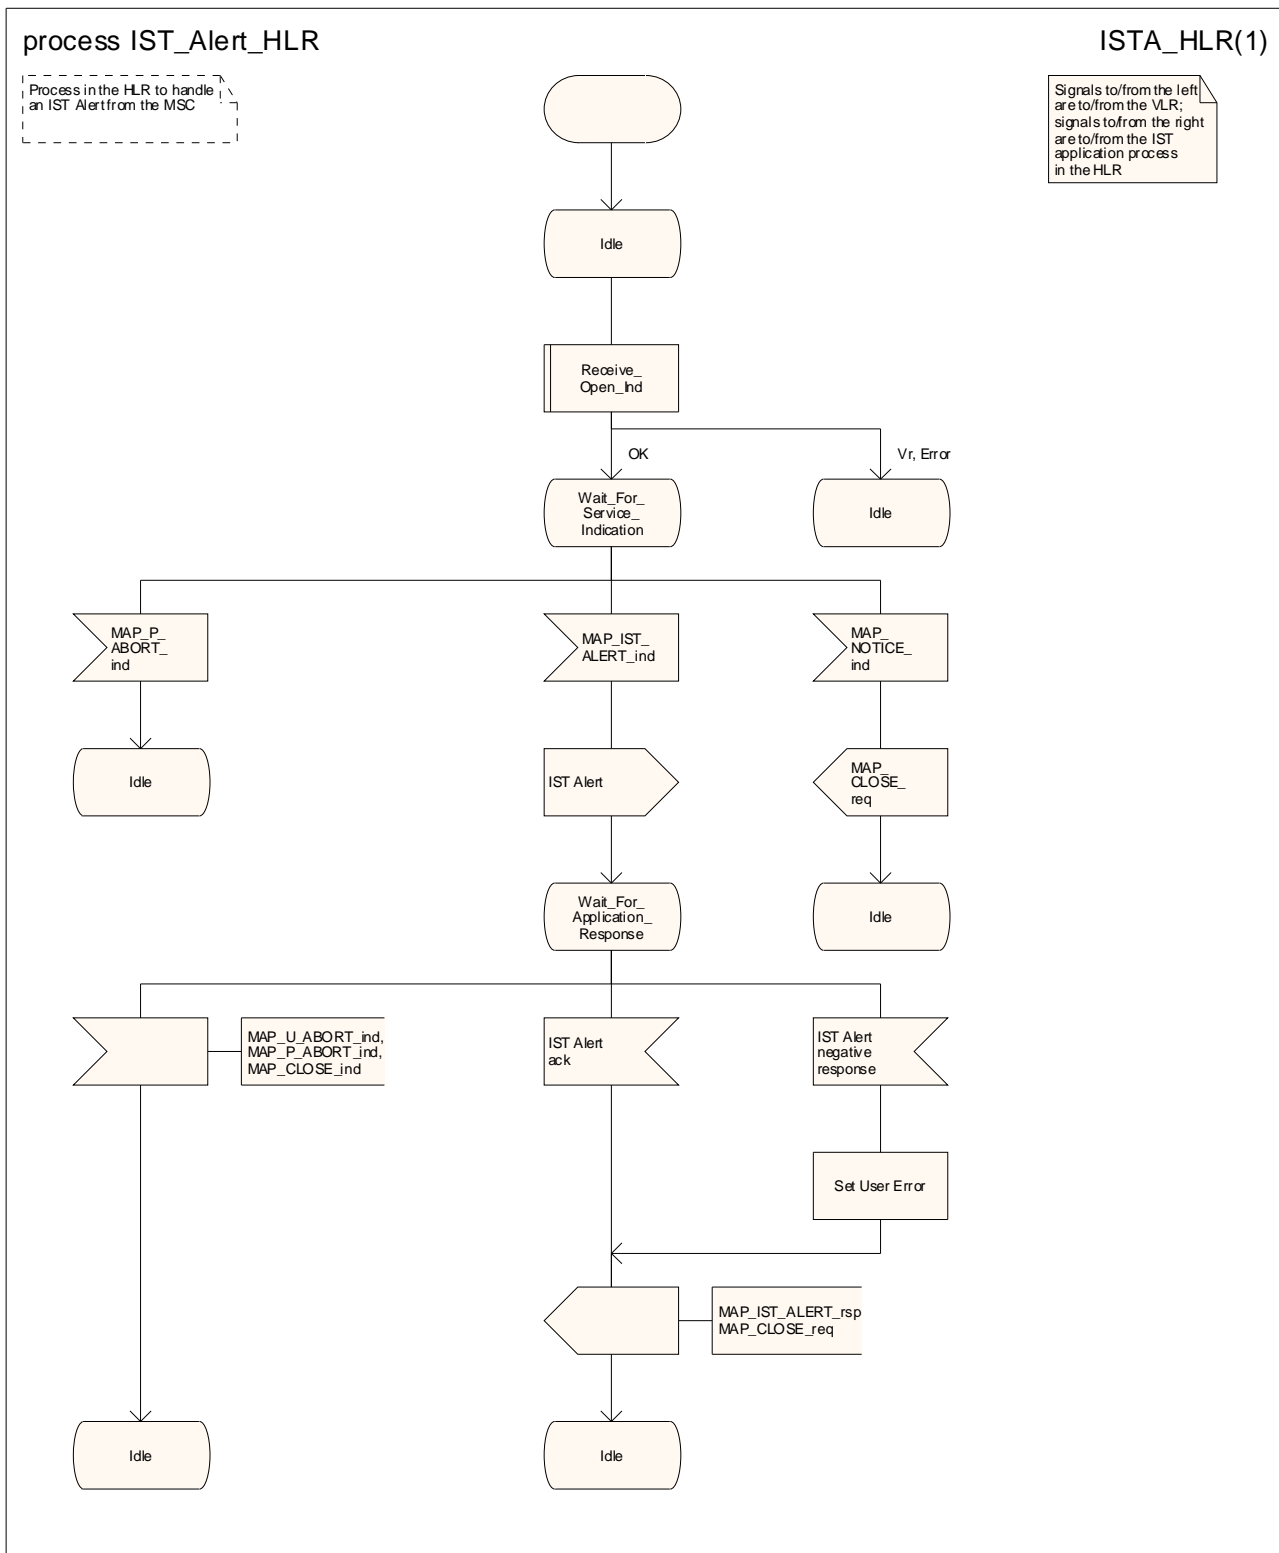 process IST_Alert_HLR
ISTA_HLR(1)
Process in the HLR to handle
an IST Alert from the MSC
Signals to/from the left
are to/from the VLR;
signals to/from the right
are to/from the IST
application process
in the HLR
Idle
Receive_
Open_Ind
OK
Vr, Error
Wait_For_
Service_
Indication
Idle
MAP_P_
ABORT_
ind
MAP_IST_
ALERT_ind
MAP_
NOTICE_
ind
Idle
IST Alert
MAP_
CLOSE_
req
Wait_For_
Application_
Response
Idle
MAP_U_ABORT_ind,
MAP_P_ABORT_ind,
MAP_CLOSE_ind
IST Alert
ack
IST Alert
negative
response
Set User Error
MAP_IST_ALERT_rsp
MAP_CLOSE_req
Idle
Idle